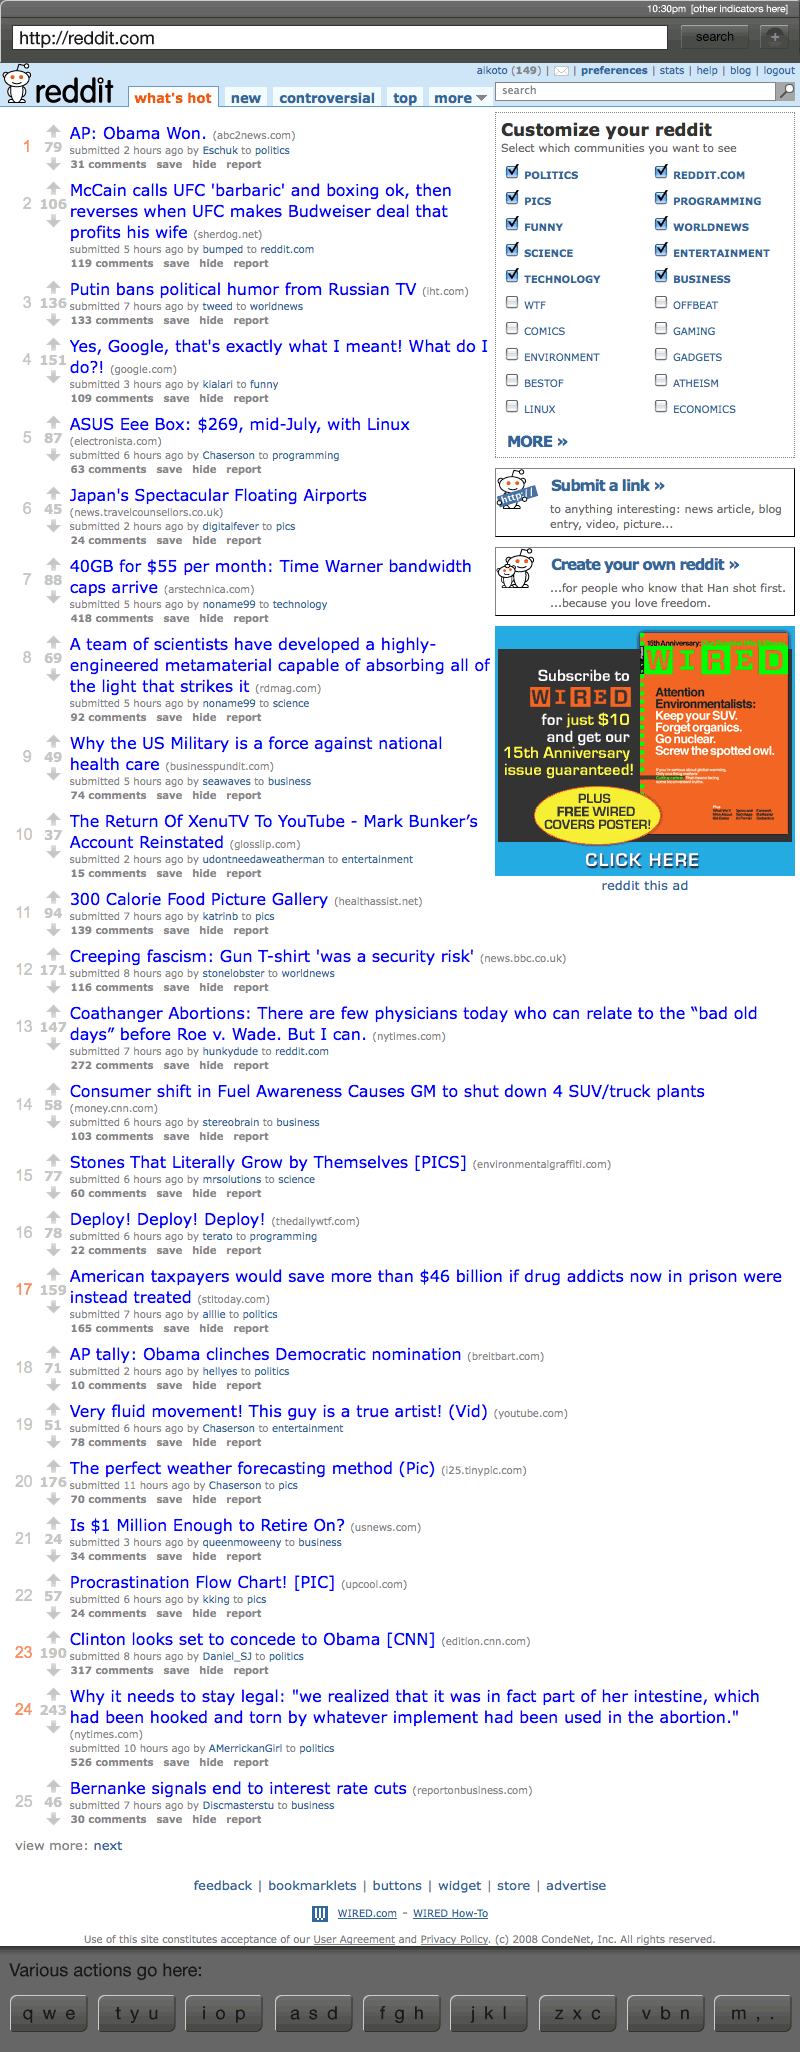 10:30pm [other indicators here]
http://reddit.com
search
+
aikoto (149) | | preferences | stats | help | blog | logout
reddit
what's hot
new
controversial
top
more
search
1
79
AP: Obama Won. (abc2news.com)
submitted 2 hours ago by Eschuk to politics
31 comments save hide report
2
106
McCain calls UFC 'barbaric' and boxing ok, then
reverses when UFC makes Budweiser deal that
profits his wife (sherdog.net)
submitted 5 hours ago by bumped to reddit.com
119 comments save hide report
3
136
Putin bans political humor from Russian TV (iht.com)
submitted 7 hours ago by tweed to worldnews
133 comments save hide report
4
151
Yes, Google, that's exactly what I meant! What do I
do?! (google.com)
submitted 3 hours ago by kiaiari to funny
109 comments save hide report
5
87
ASUS Eee Box: $269, mid-July, with Linux
(electronista.com)
submitted 6 hours ago by Chaserson to programming
63 comments save hide report
6
45
Japan's Spectacular Floating Airports
(news.travelcounsellors.co.uk)
submitted 2 hours ago by digitalfever to pics
24 comments save hide report
7
88
40GB for $55 per month: Time Warner bandwidth
caps arrive (arstechnica.com)
submitted 5 hours ago by noname99 to technology
418 comments save hide report
8
69
A team of scientists have developed a highly-
engineered metamaterial capable of absorbing all of
the light that strikes it (rdmag.com)
submitted 5 hours ago by noname99 to science
92 comments save hide report
9
49
Why the US Military is a force against national
health care (businesspundit.com)
submitted 5 hours ago by seawaves to business
74 comments save hide report
10
37
The Return Of XenuTV To YouTube - Mark Bunker’s
Account Reinstated (glosslip.com)
submitted 2 hours ago by udontneedaweatherman to entertainment
15 comments save hide report
11
94
300 Calorie Food Picture Gallery (healthassist.net)
submitted 7 hours ago by katrinb to pics
139 comments save hide report
12
171
Creeping fascism: Gun T-shirt 'was a security risk' (news.bbc.co.uk)
submitted 8 hours ago by stonelobster to worldnews
116 comments save hide report
13
147
Coathanger Abortions: There are few physicians today who can relate to the “bad old
days” before Roe v. Wade. But I can. (nytimes.com)
submitted 7 hours ago by hunkydude to reddit.com
272 comments save hide report
14
58
Consumer shift in Fuel Awareness Causes GM to shut down 4 SUV/truck plants
(money.cnn.com)
submitted 6 hours ago by stereobrain to business
103 comments save hide report
15
77
Stones That Literally Grow by Themselves [PICS] (environmentalgraffiti.com)
submitted 6 hours ago by mrsolutions to science
60 comments save hide report
16
78
Deploy! Deploy! Deploy! (thedailywtf.com)
submitted 6 hours ago by terato to programming
22 comments save hide report
17
159
American taxpayers would save more than $46 billion if drug addicts now in prison were
instead treated (stltoday.com)
submitted 7 hours ago by alllie to politics
165 comments save hide report
18
71
AP tally: Obama clinches Democratic nomination (breitbart.com)
submitted 2 hours ago by hellyes to politics
10 comments save hide report
19
51
Very fluid movement! This guy is a true artist! (Vid) (youtube.com)
submitted 6 hours ago by Chaserson to entertainment
78 comments save hide report
20
176
The perfect weather forecasting method (Pic) (i25.tinypic.com)
submitted 11 hours ago by Chaserson to pics
70 comments save hide report
21
24
Is $1 Million Enough to Retire On? (usnews.com)
submitted 3 hours ago by queenmoweeny to business
34 comments save hide report
22
57
Procrastination Flow Chart! [PIC] (upcool.com)
submitted 6 hours ago by kking to pics
24 comments save hide report
23
190
Clinton looks set to concede to Obama [CNN] (edition.cnn.com)
submitted 8 hours ago by Daniel_SJ to politics
317 comments save hide report
24
243
Why it needs to stay legal: "we realized that it was in fact part of her intestine, which
had been hooked and torn by whatever implement had been used in the abortion."
(nytimes.com)
submitted 10 hours ago by AMerrickanGirl to politics
526 comments save hide report
25
46
Bernanke signals end to interest rate cuts (reportonbusiness.com)
submitted 7 hours ago by Discmasterstu to business
30 comments save hide report
view more: next
Customize your reddit
Select which communities you want to see
POLITICS
REDDIT.COM
PICS
PROGRAMMING
FUNNY
WORLDNEWS
SCIENCE
ENTERTAINMENT
TECHNOLOGY
BUSINESS
WTF
OFFBEAT
COMICS
GAMING
ENVIRONMENT
GADGETS
BESTOF
ATHEISM
LINUX
ECONOMICS
MORE »
http://
Submit a link »
to anything interesting: news article, blog
entry, video, picture...
Create your own reddit »
...for people who know that Han shot first.
...because you love freedom.
Subscribe to
WIRED
for just $10
and get our
15th Anniversary
issue guaranteed!
PLUS
FREE WIRED
COVERS POSTER!
15th Anniversary:
WIRED
Attention
Environmentalists:
Keep your SUV.
Forget organics.
Go nuclear.
Screw the spotted owl.
CLICK HERE
reddit this ad
feedback | bookmarklets | buttons | widget | store | advertise
W WIRED.com - WIRED How-To
Use of this site constitutes acceptance of our User Agreement and Privacy Policy. (c) 2008 CondeNet, Inc. All rights reserved.
Various actions go here:
q w e
t y u
i o p
a s d
f g h
j k l
z x c
v b n
m , .